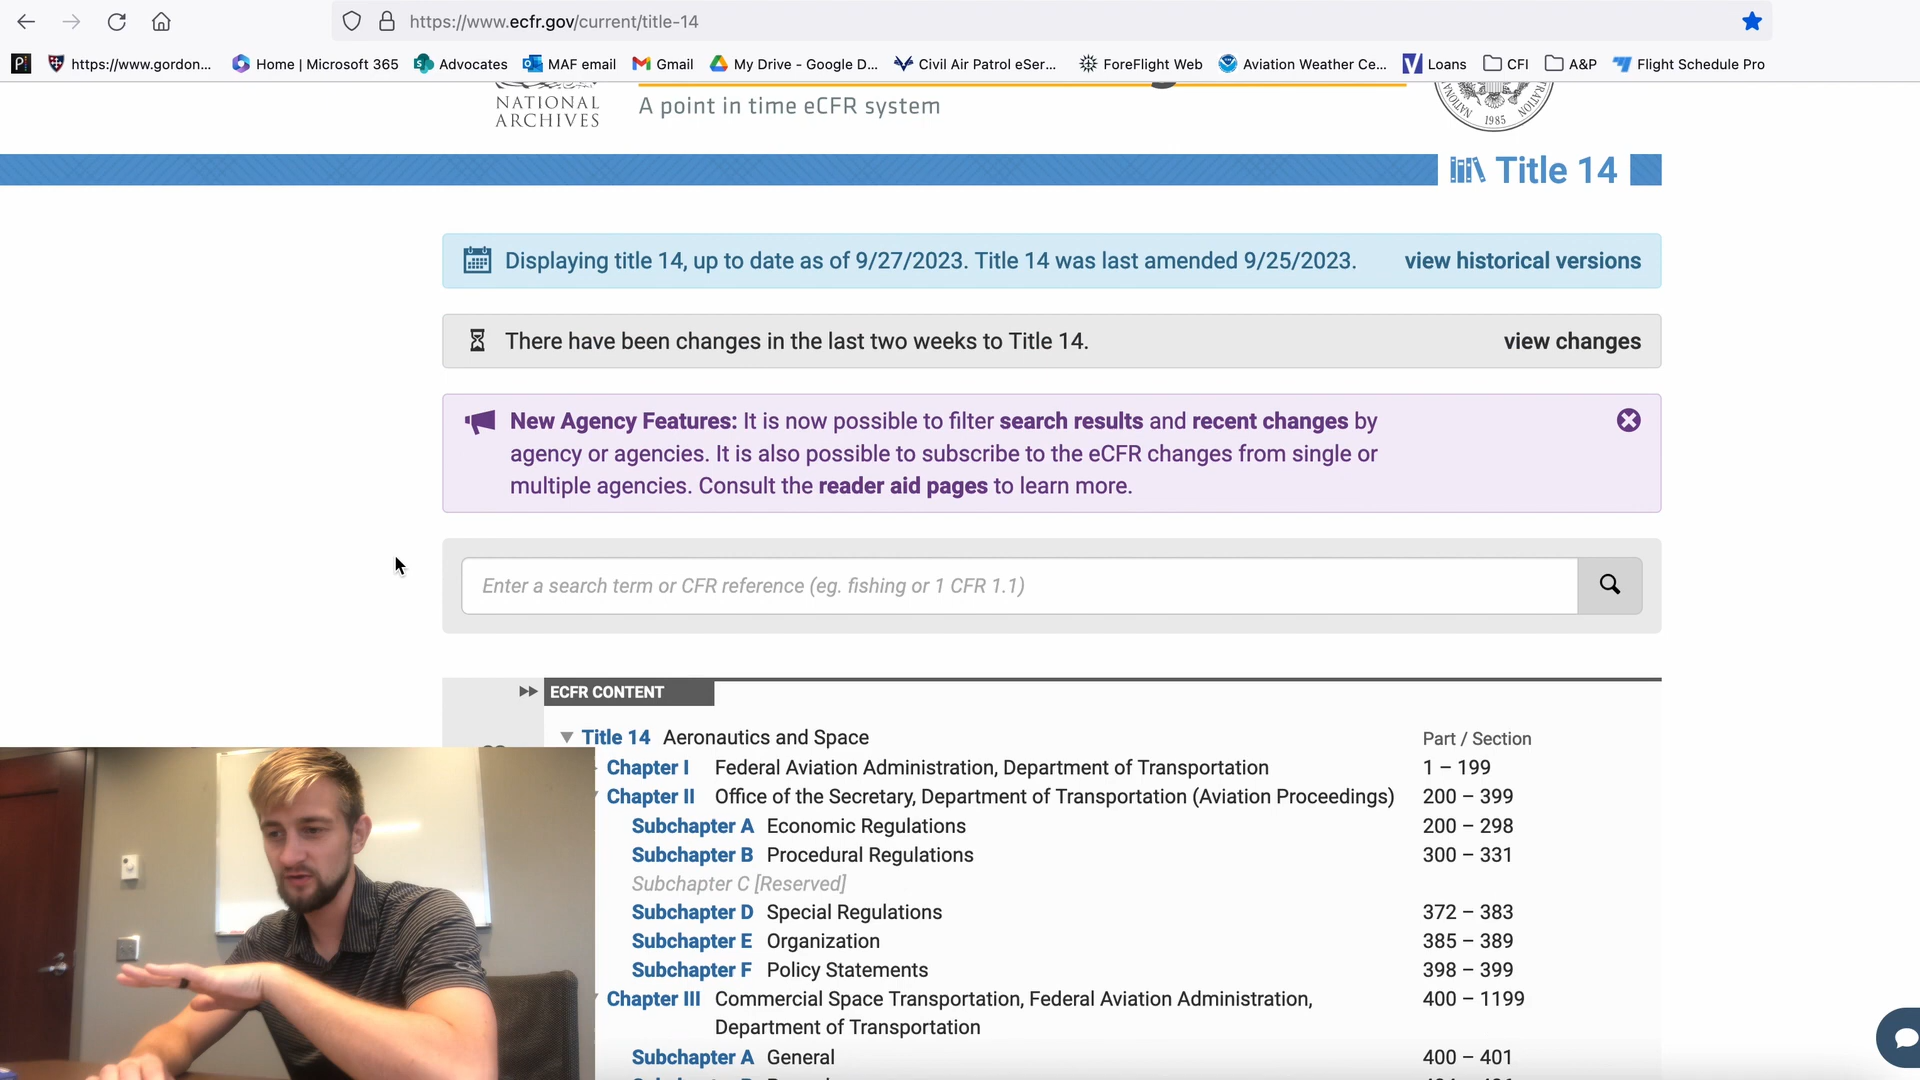 https://www.ecfr.gov/current/title-14
https://www.gordon...
Home | Microsoft 365
Advocates
MAF email
Gmail
My Drive - Google D...
Civil Air Patrol eSer...
ForeFlight Web
Aviation Weather Ce...
Loans
CFI
A&P
Flight Schedule Pro
NATIONAL
ARCHIVES
A point in time eCFR system
1985
Title 14
Displaying title 14, up to date as of 9/27/2023. Title 14 was last amended 9/25/2023. view historical versions
There have been changes in the last two weeks to Title 14. view changes
New Agency Features: It is now possible to filter search results and recent changes by
agency or agencies. It is also possible to subscribe to the eCFR changes from single or
multiple agencies. Consult the reader aid pages to learn more.
Enter a search term or CFR reference (eg. fishing or 1 CFR 1.1)
ECFR CONTENT
Title 14 Aeronautics and Space Part / Section
Chapter I Federal Aviation Administration, Department of Transportation 1 – 199
Chapter II Office of the Secretary, Department of Transportation (Aviation Proceedings) 200 – 399
Subchapter A Economic Regulations 200 – 298
Subchapter B Procedural Regulations 300 – 331
Subchapter C [Reserved]
Subchapter D Special Regulations 372 – 383
Subchapter E Organization 385 – 389
Subchapter F Policy Statements 398 – 399
Chapter III Commercial Space Transportation, Federal Aviation Administration, 400 – 1199
Department of Transportation
Subchapter A General 400 – 401